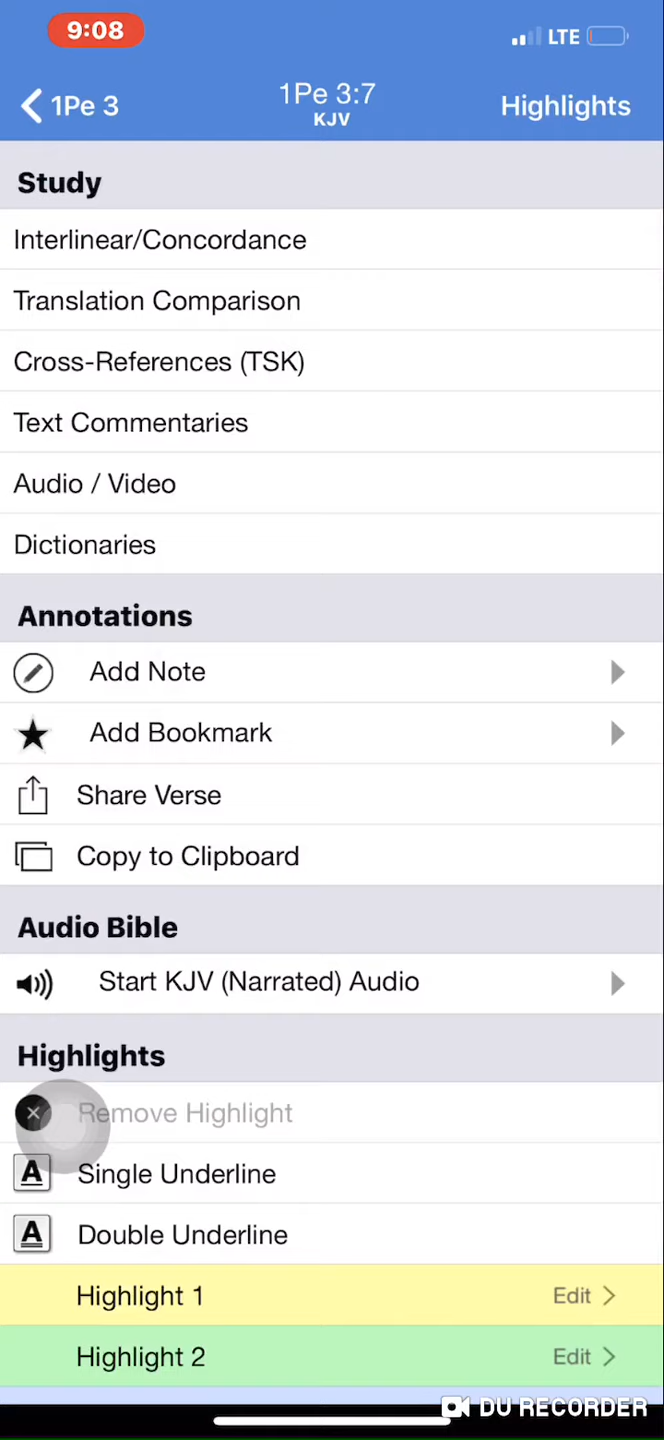 9:08
LTE
1Pe 3
1Pe 3:7
KJV
Highlights
Study
Interlinear/Concordance
Translation Comparison
Cross-References (TSK)
Text Commentaries
Audio / Video
Dictionaries
Annotations
Add Note
Add Bookmark
Share Verse
Copy to Clipboard
Audio Bible
Start KJV (Narrated) Audio
Highlights
Remove Highlight
A Single Underline
A Double Underline
Highlight 1 Edit
Highlight 2 Edit
DU RECORDER